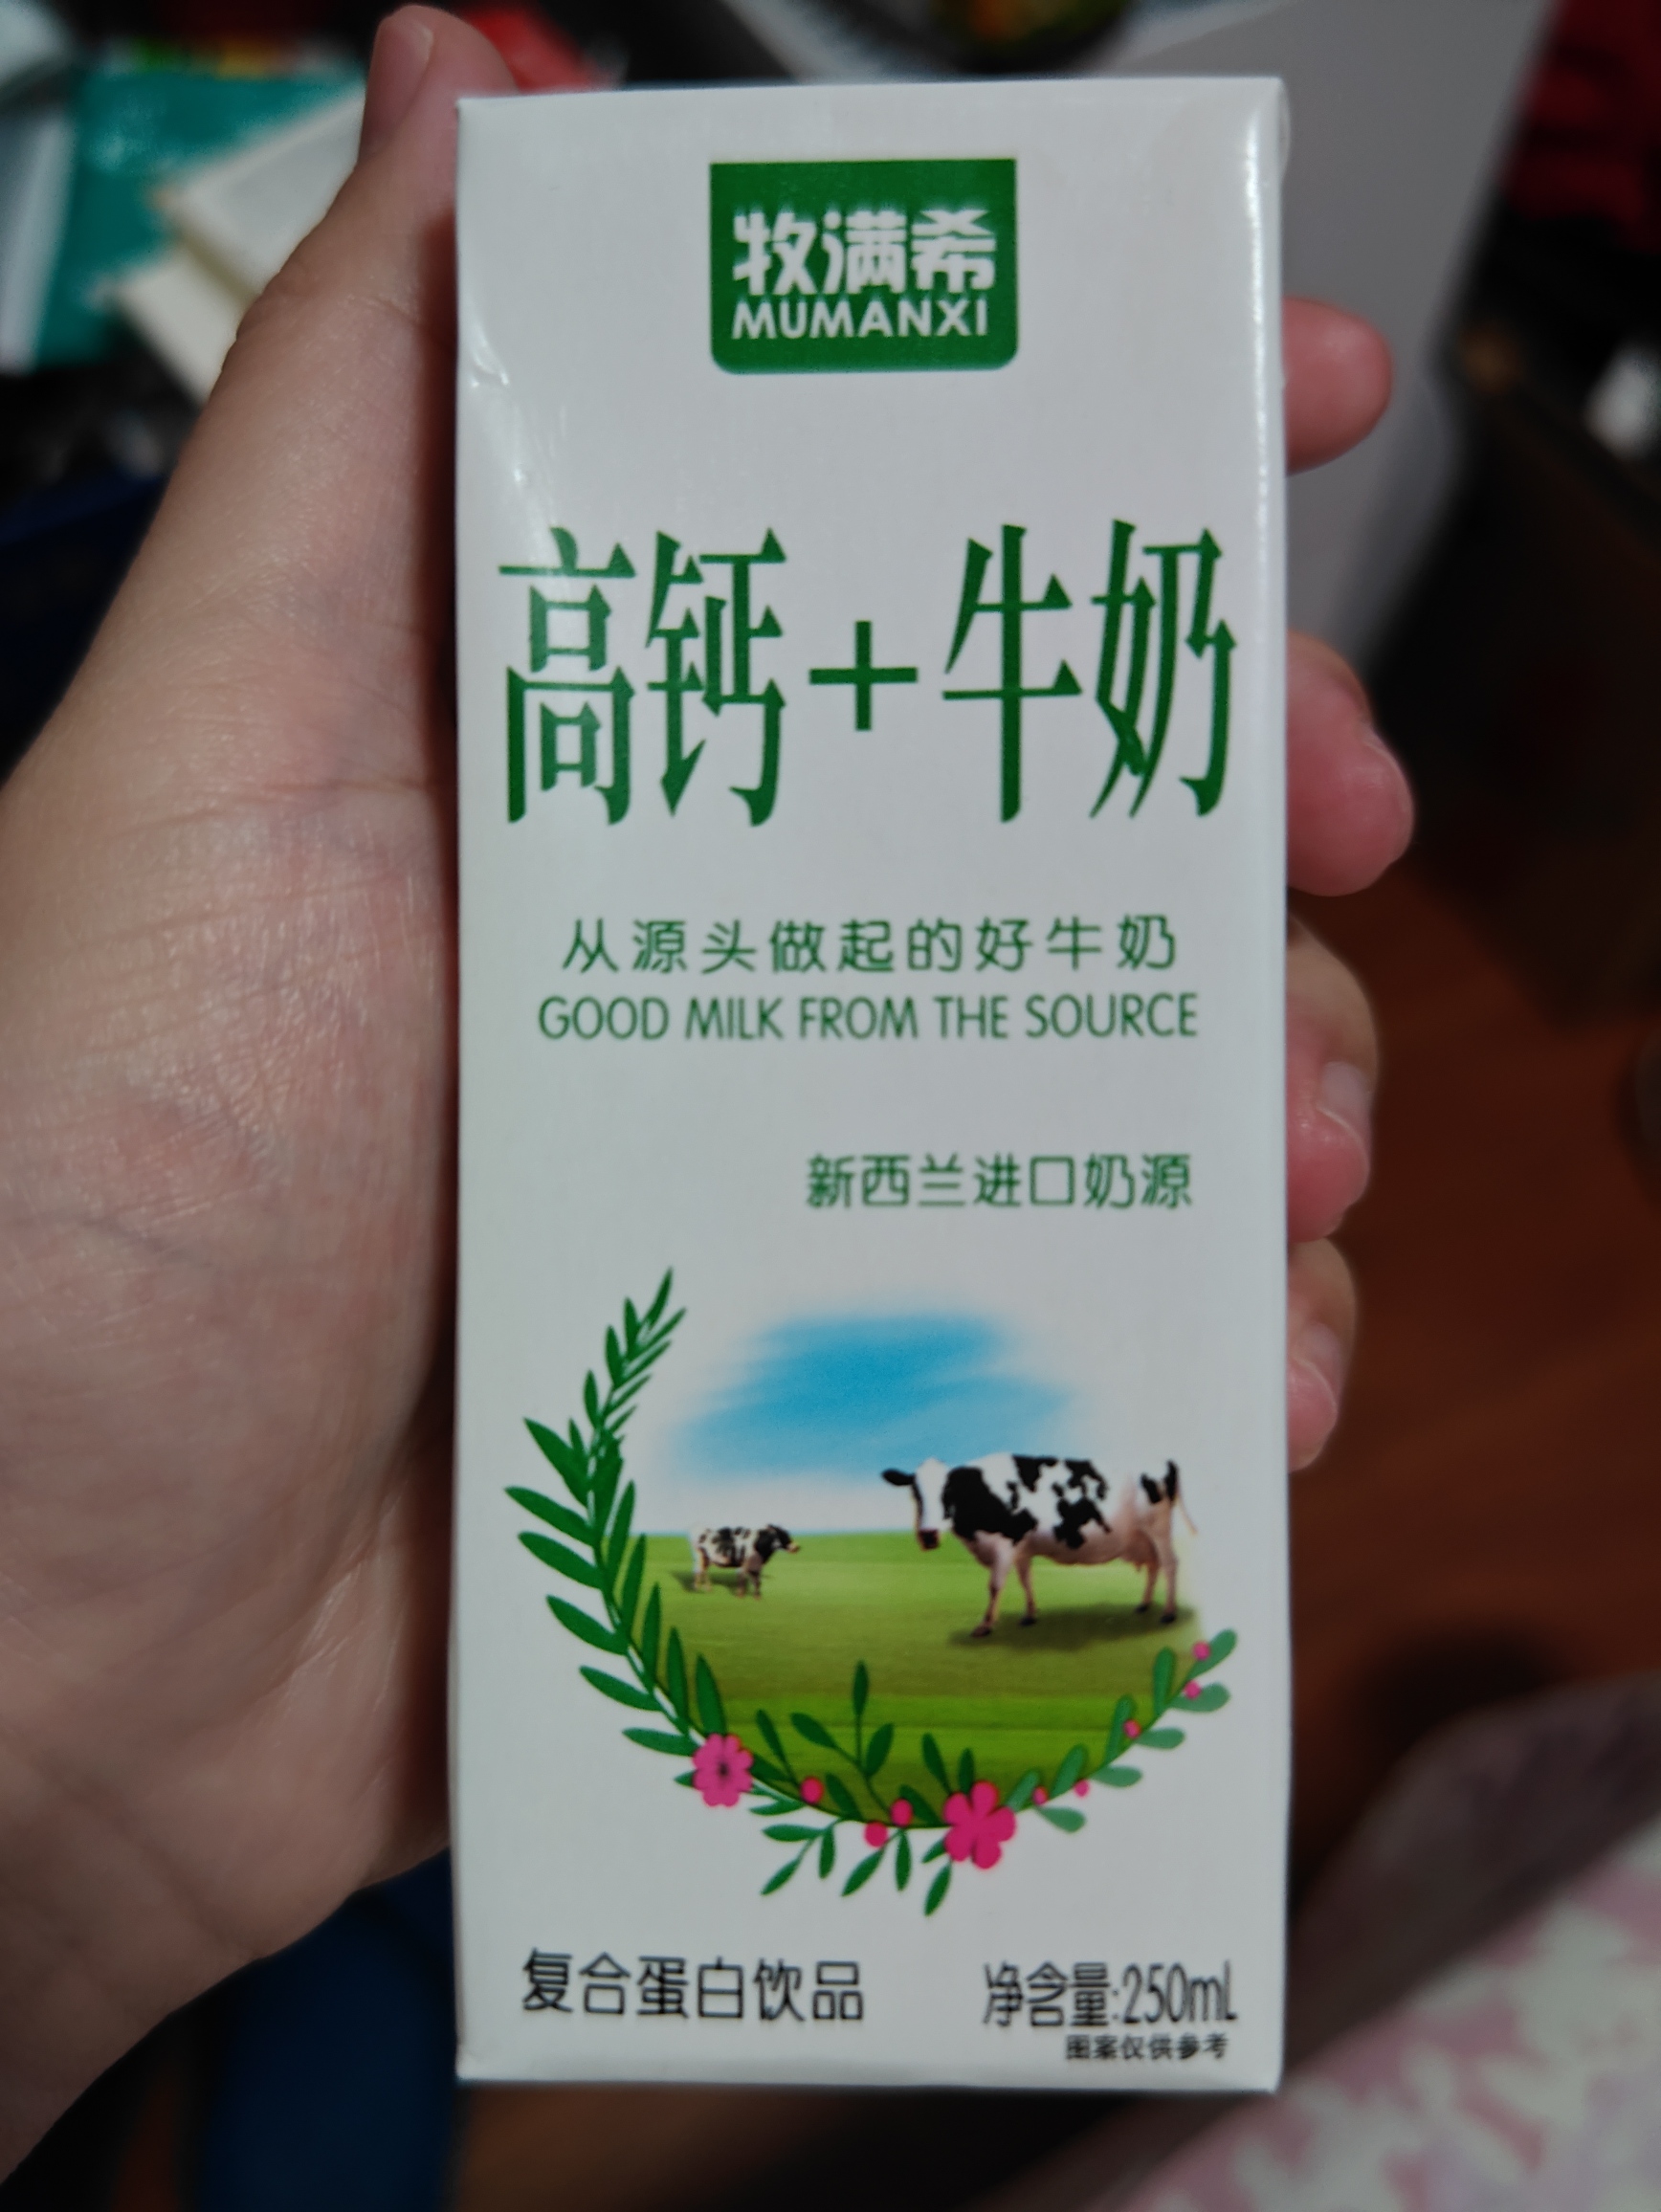 牧满希
MUMANXI
高钙+牛奶
从源头做起的好牛奶
GOOD MILK FROM THE SOURCE
新西兰进口奶源
复合蛋白饮品
净含量:250mL
图案仅供参考